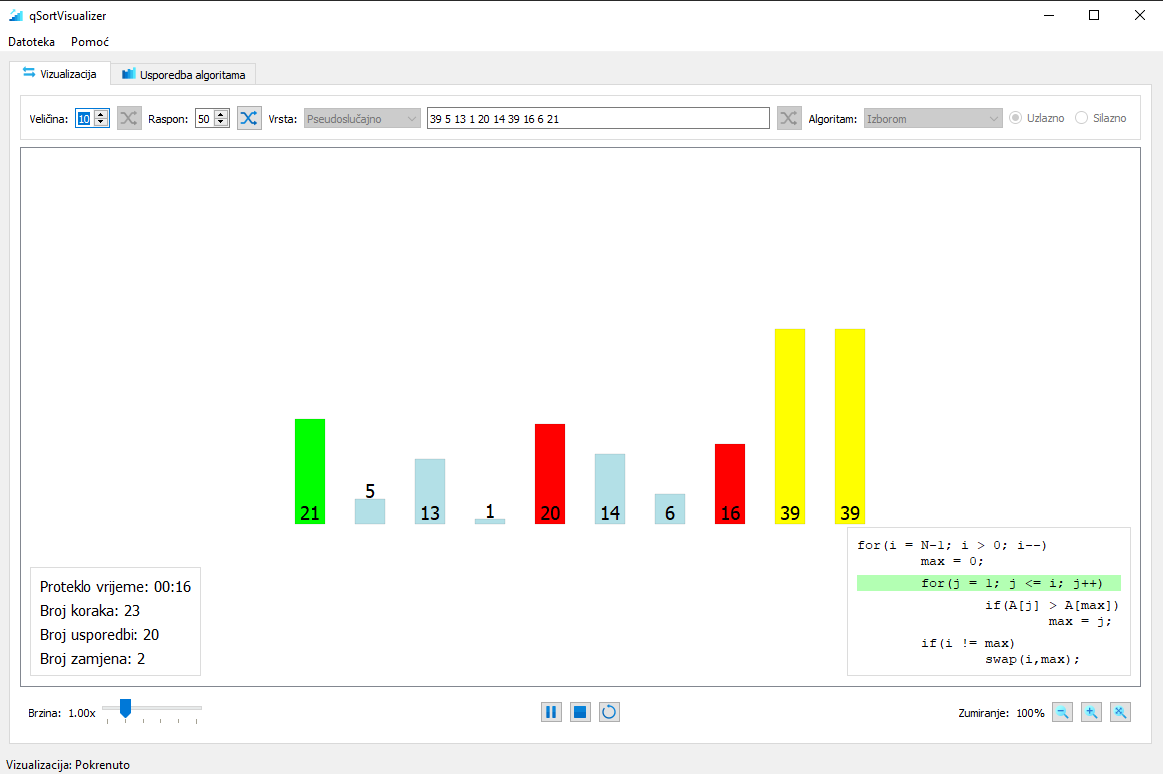 qSortVisualizer
Datoteka Pomoć
Vizualizacija Usporedba algoritama
Veličina: 10 Raspon: 50 Vrsta: Pseudoslučajno 39 5 13 1 20 14 39 16 6 21 Algoritam: Izborom Uzlazno Silazno
21 5 13 1 20 14 6 16 39 39
for(i = N-1; i > 0; i--)
max = 0;
for(j = 1; j <= i; j++)
if(A[j] > A[max])
max = j;
if(i != max)
swap(i,max);
Proteklo vrijeme: 00:16
Broj koraka: 23
Broj usporedbi: 20
Broj zamjena: 2
Brzina: 1.00x Zumiranje: 100%
Vizualizacija: Pokrenuto